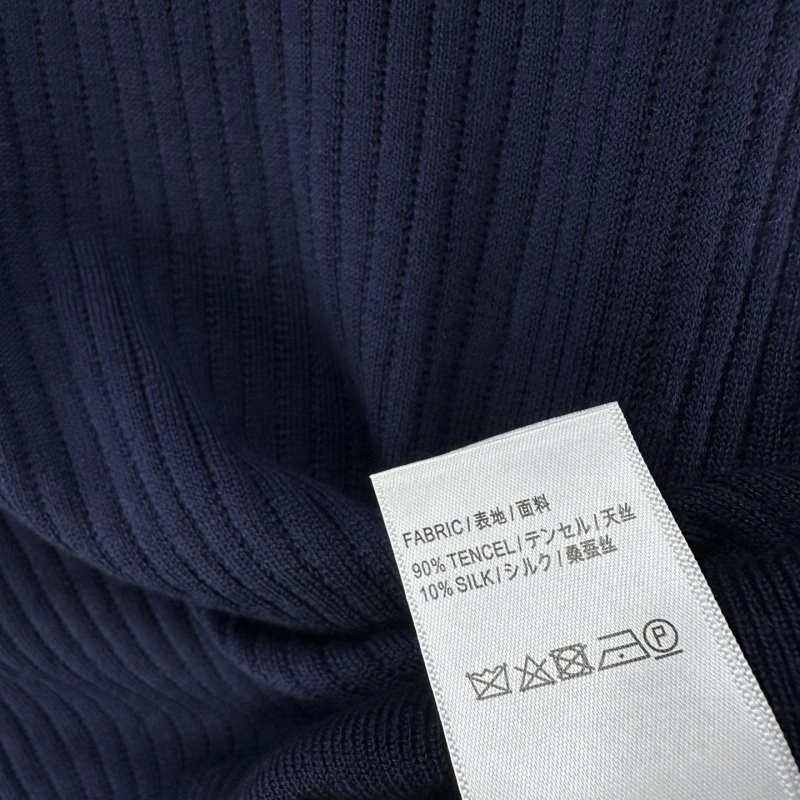 FABRIC / 表地 / 面料
90% TENCEL / テンセル / 天丝
10% SILK / シルク / 桑蚕丝
P